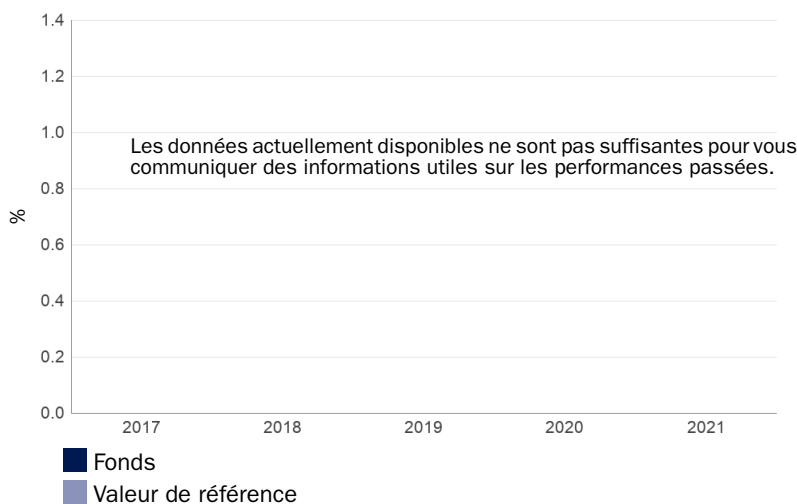 1.4
1.2
1.0
Les données actuellement disponibles ne sont pas suffisantes pour vous
communiquer des informations utiles sur les performances passées.
0.8
%
0.6
0.4
0.2
0.0
2017 2018 2019 2020 2021
Fonds
Valeur de référence